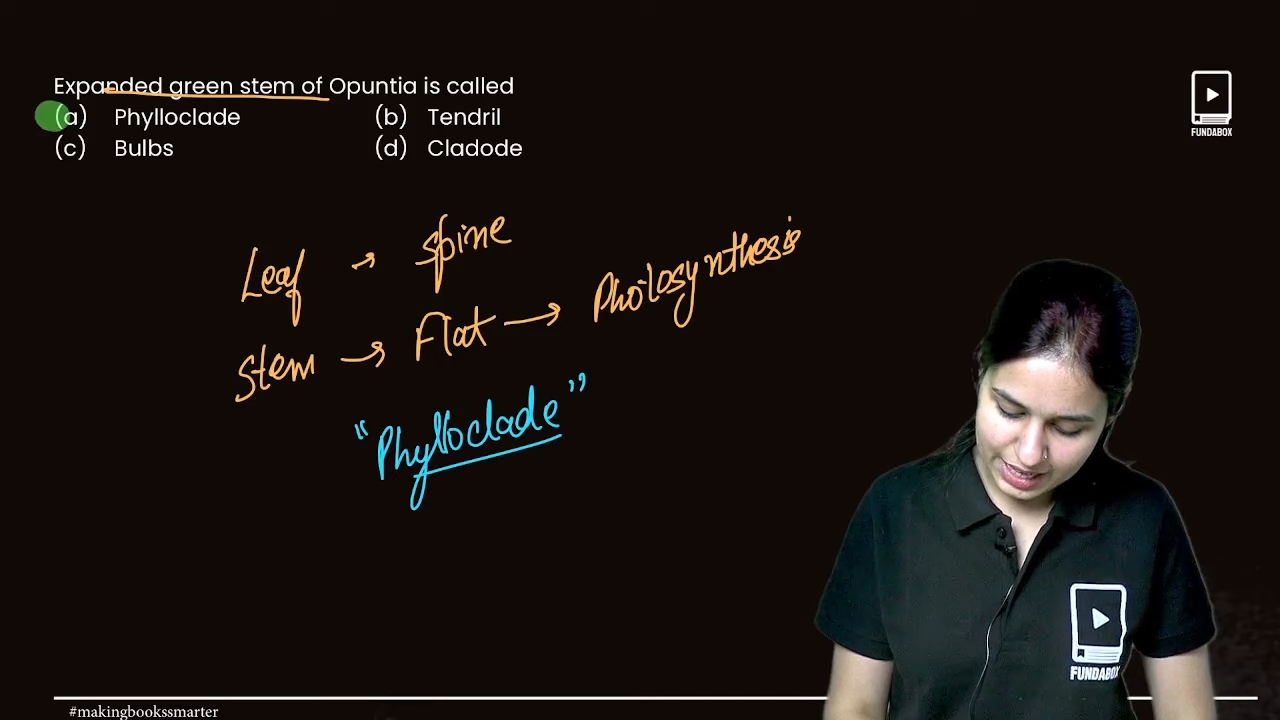 Expanded green stem of Opuntia is called
(a) Phylloclade (b) Tendril
(c) Bulbs (d) Cladode
FUNDABOX
Leaf → Spine
Stem → Flat → Photosynthesis
"Phylloclade"
FUNDABOX
#makingbookssmarter